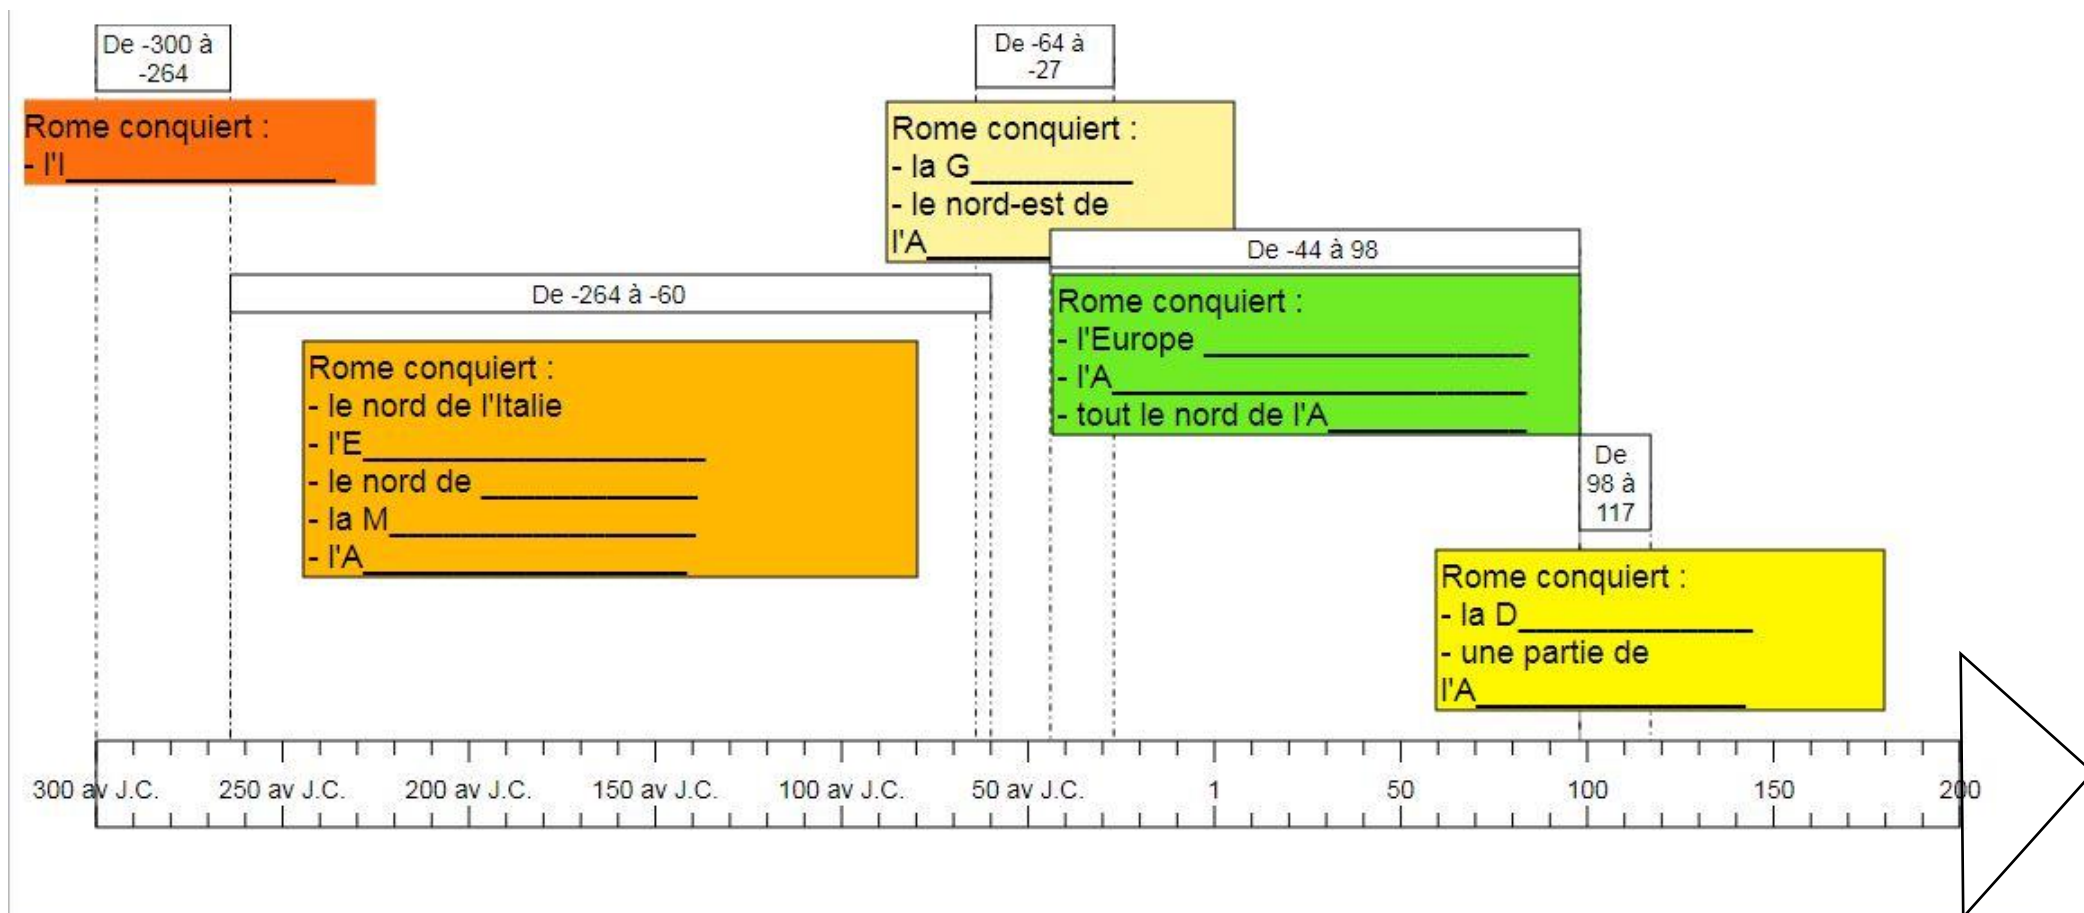 De -300 à
-264
Rome conquiert :
- l'I_______________
De -64 à
-27
Rome conquiert :
- la G_________
- le nord-est de
l'A_______
De -264 à -60
Rome conquiert :
- le nord de l'Italie
- l'E___________________
- le nord de ____________
- la M_________________
- l'A__________________
De -44 à 98
Rome conquiert :
- l'Europe __________________
- l'A_______________________
- tout le nord de l'A___________
De
98 à
117
Rome conquiert :
- la D_____________
- une partie de
l'A_______________
300 av J.C. 250 av J.C. 200 av J.C. 150 av J.C. 100 av J.C. 50 av J.C. 1 50 100 150 200